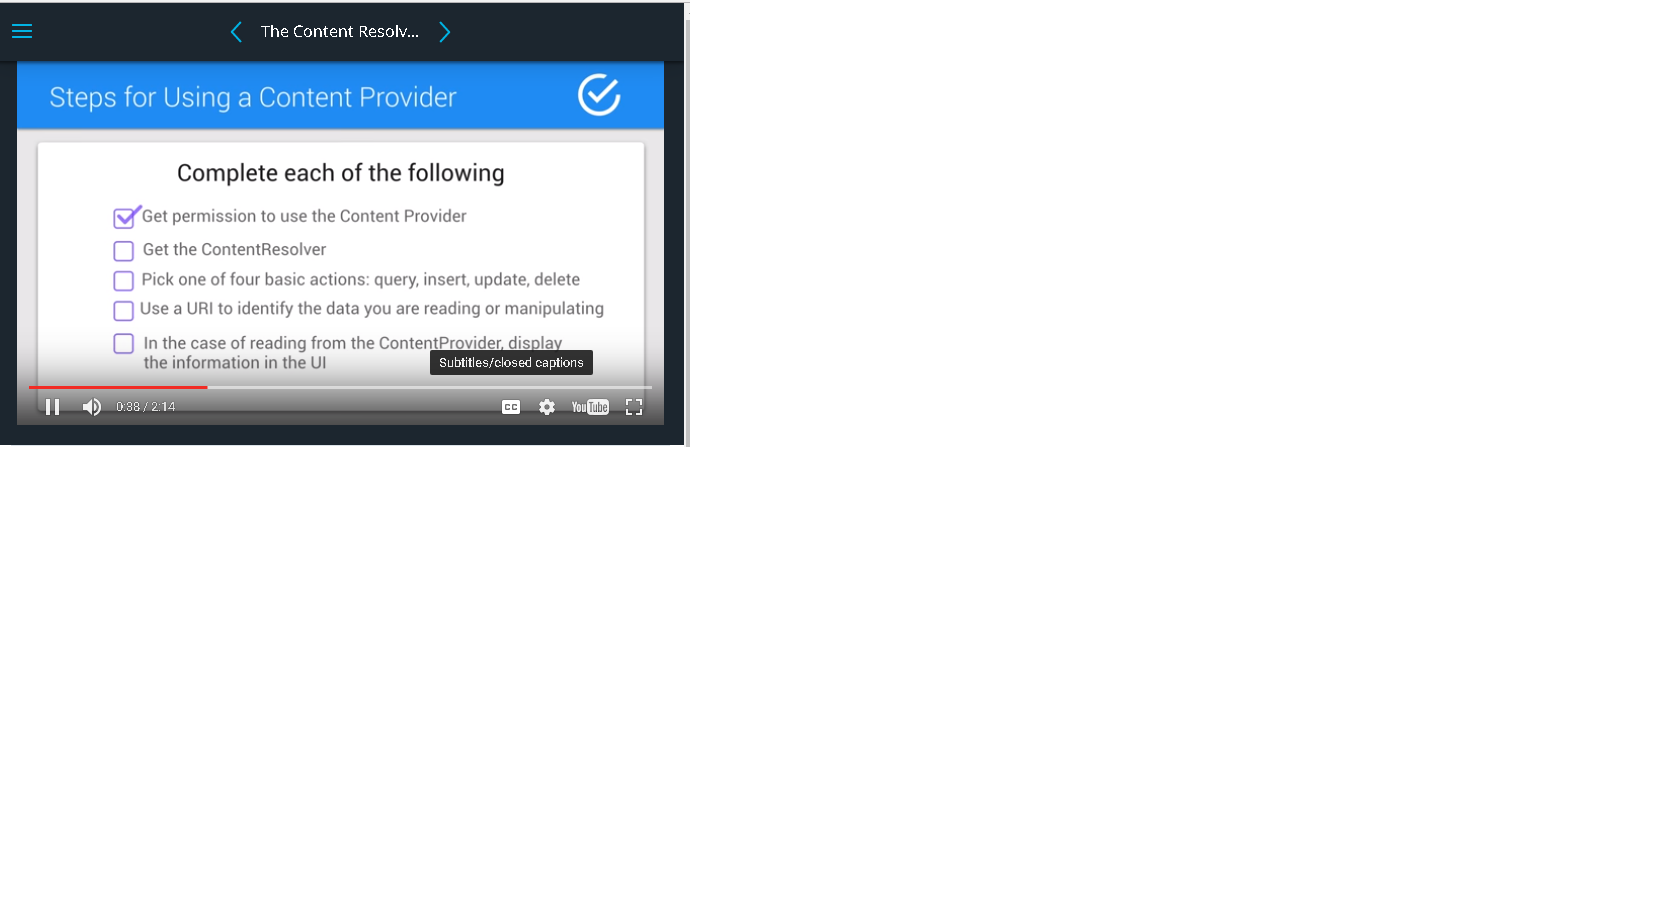 The Content Resolv...
Steps for Using a Content Provider
Complete each of the following
Get permission to use the Content Provider
Get the ContentResolver
Pick one of four basic actions: query, insert, update, delete
Use a URI to identify the data you are reading or manipulating
In the case of reading from the ContentProvider, display
the information in the UI
Subtitles/closed captions
0:38 / 2:14
CC
YouTube